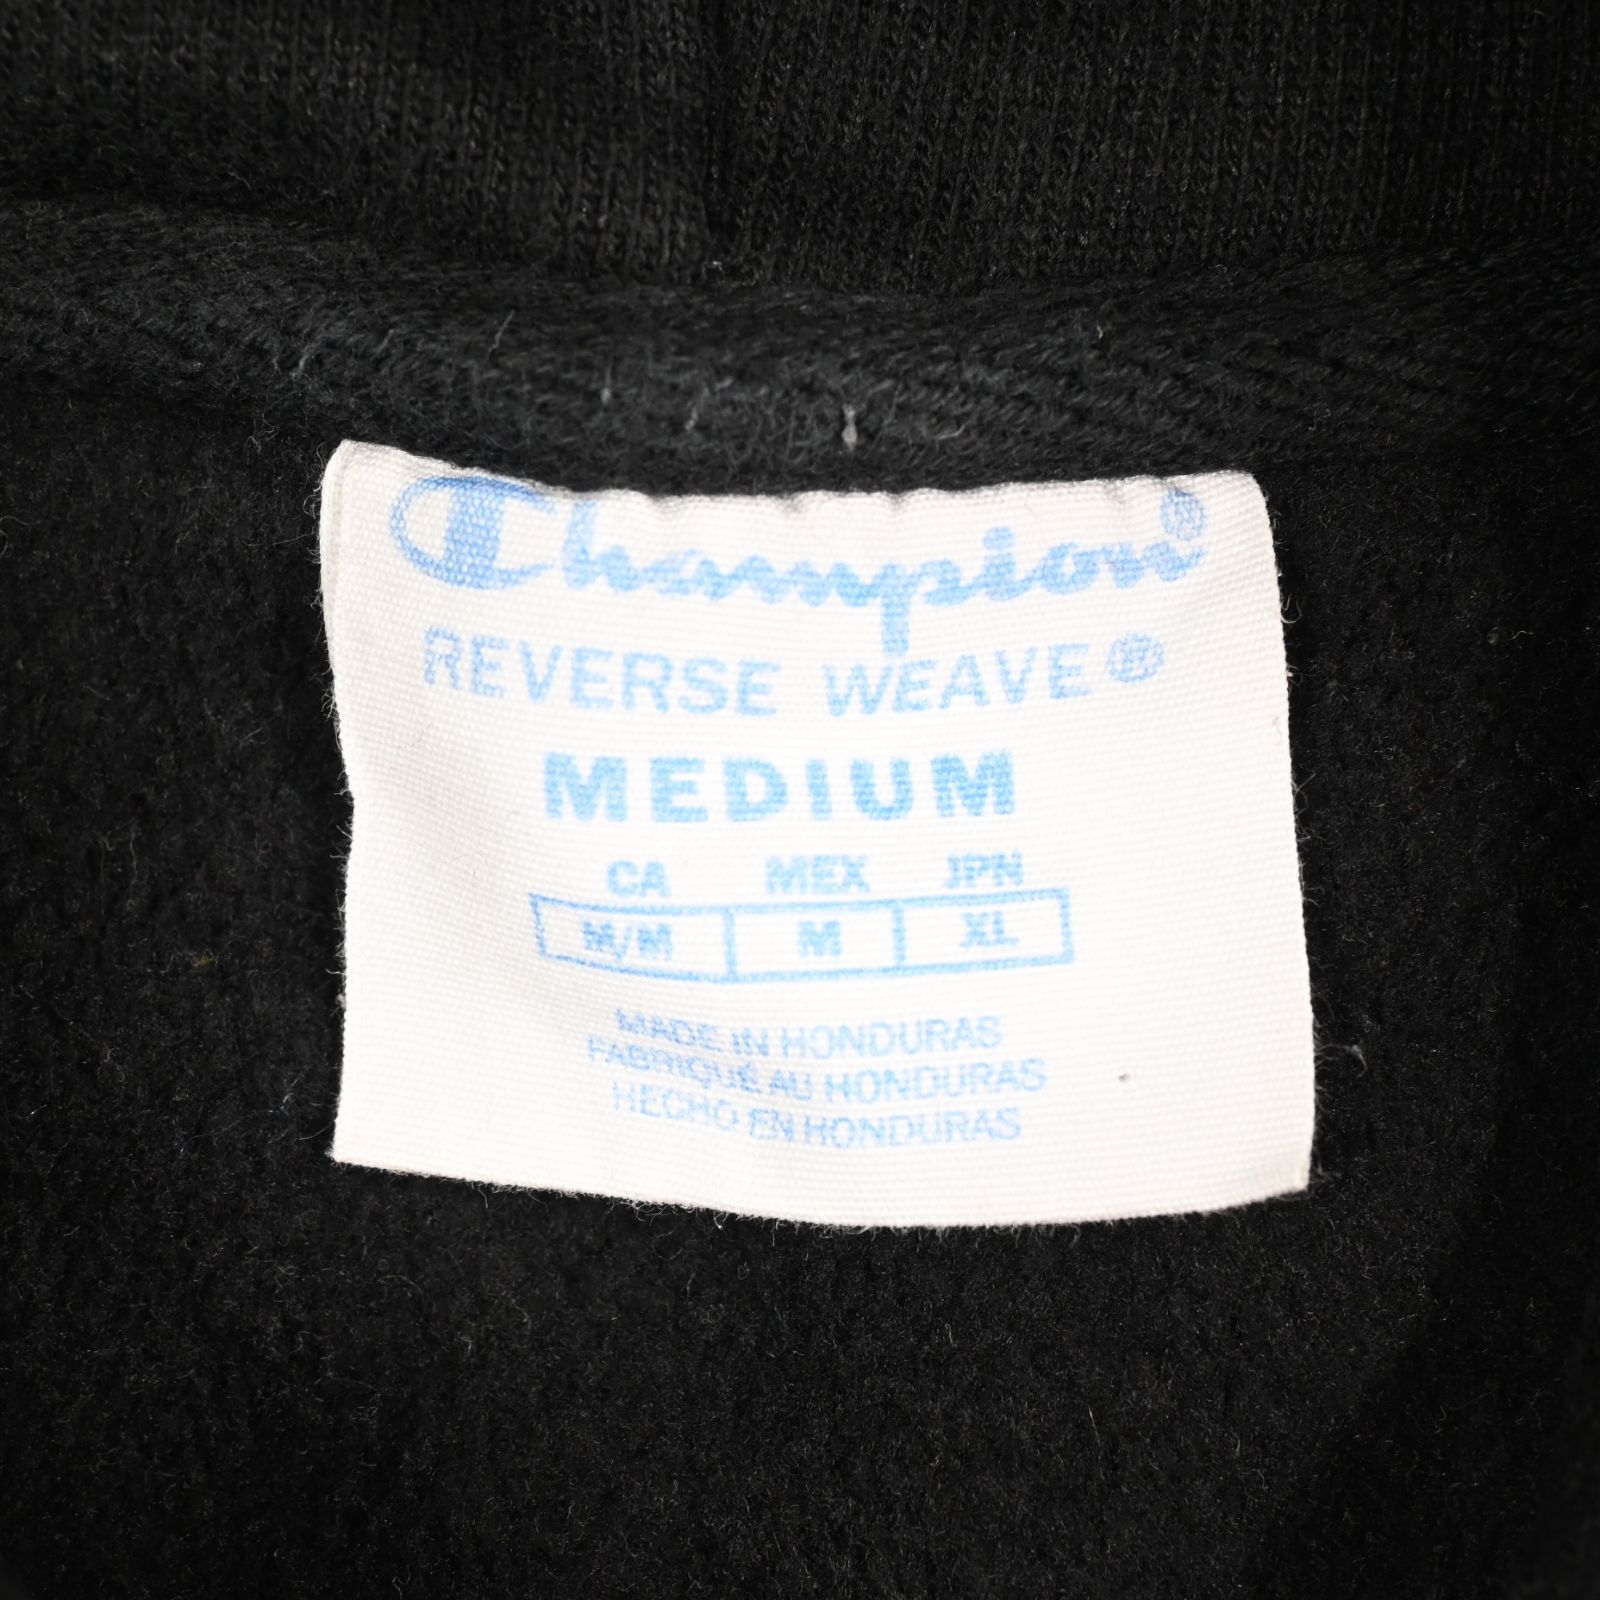 Champion®
REVERSE WEAVE®
MEDIUM
CA MEX JPN
M/M M XL
MADE IN HONDURAS
FABRIQUÉ AU HONDURAS
HECHO EN HONDURAS